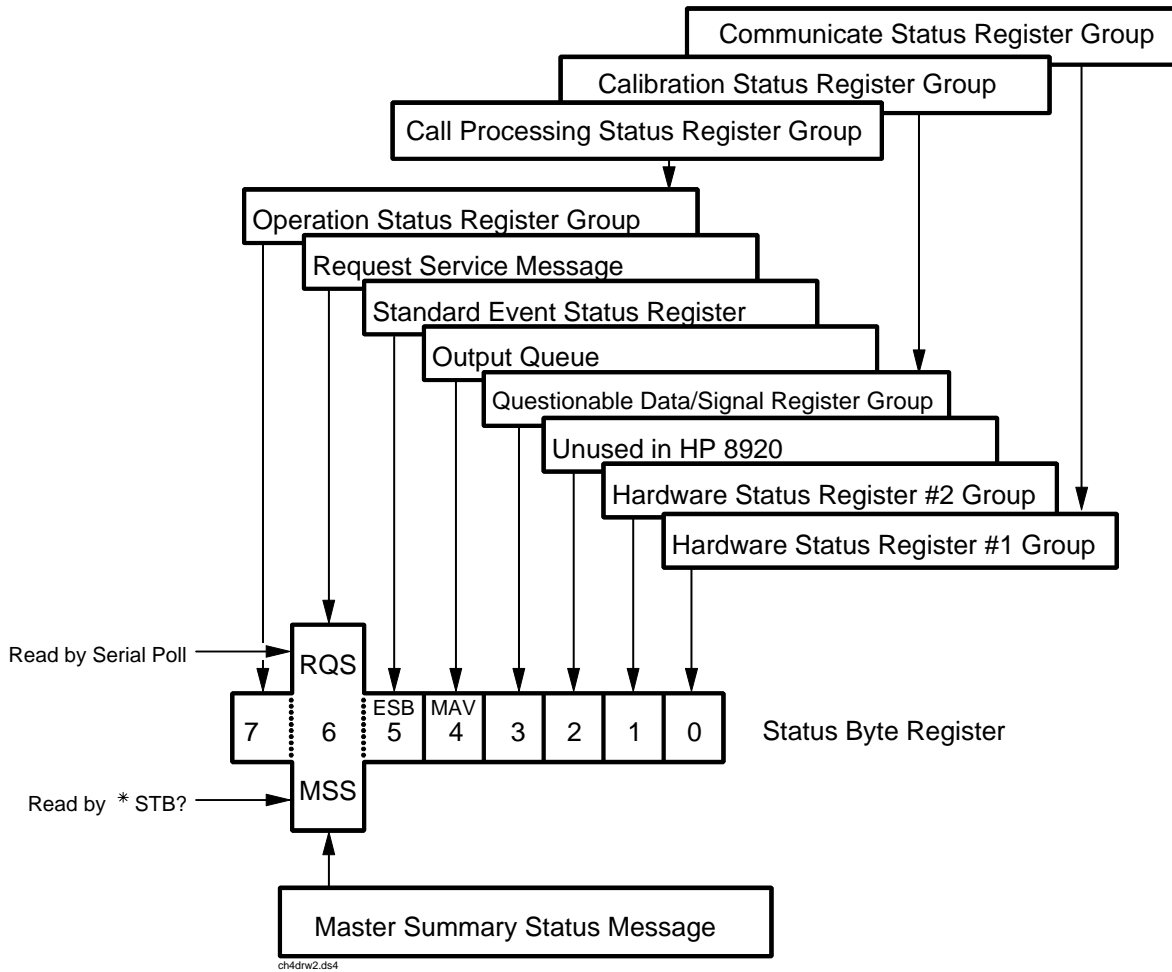 Communicate Status Register Group
Calibration Status Register Group
Call Processing Status Register Group
Operation Status Register Group
Request Service Message
Standard Event Status Register
Output Queue
Questionable Data/Signal Register Group
Unused in HP 8920
Hardware Status Register #2 Group
Hardware Status Register #1 Group
Read by Serial Poll
RQS
ESB MAV
7 6 5 4 3 2 1 0
Status Byte Register
Read by * STB?
MSS
Master Summary Status Message
ch4drw2.ds4